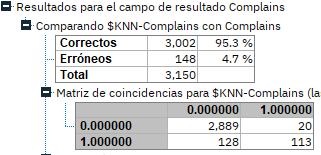 Resultados para el campo de resultado Complains
Comparando $KNN-Complains con Complains
Correctos 3,002 95.3 %
Erróneos 148 4.7 %
Total 3,150
Matriz de coincidencias para $KNN-Complains (la
0.000000 1.000000
0.000000 2,889 20
1.000000 128 113